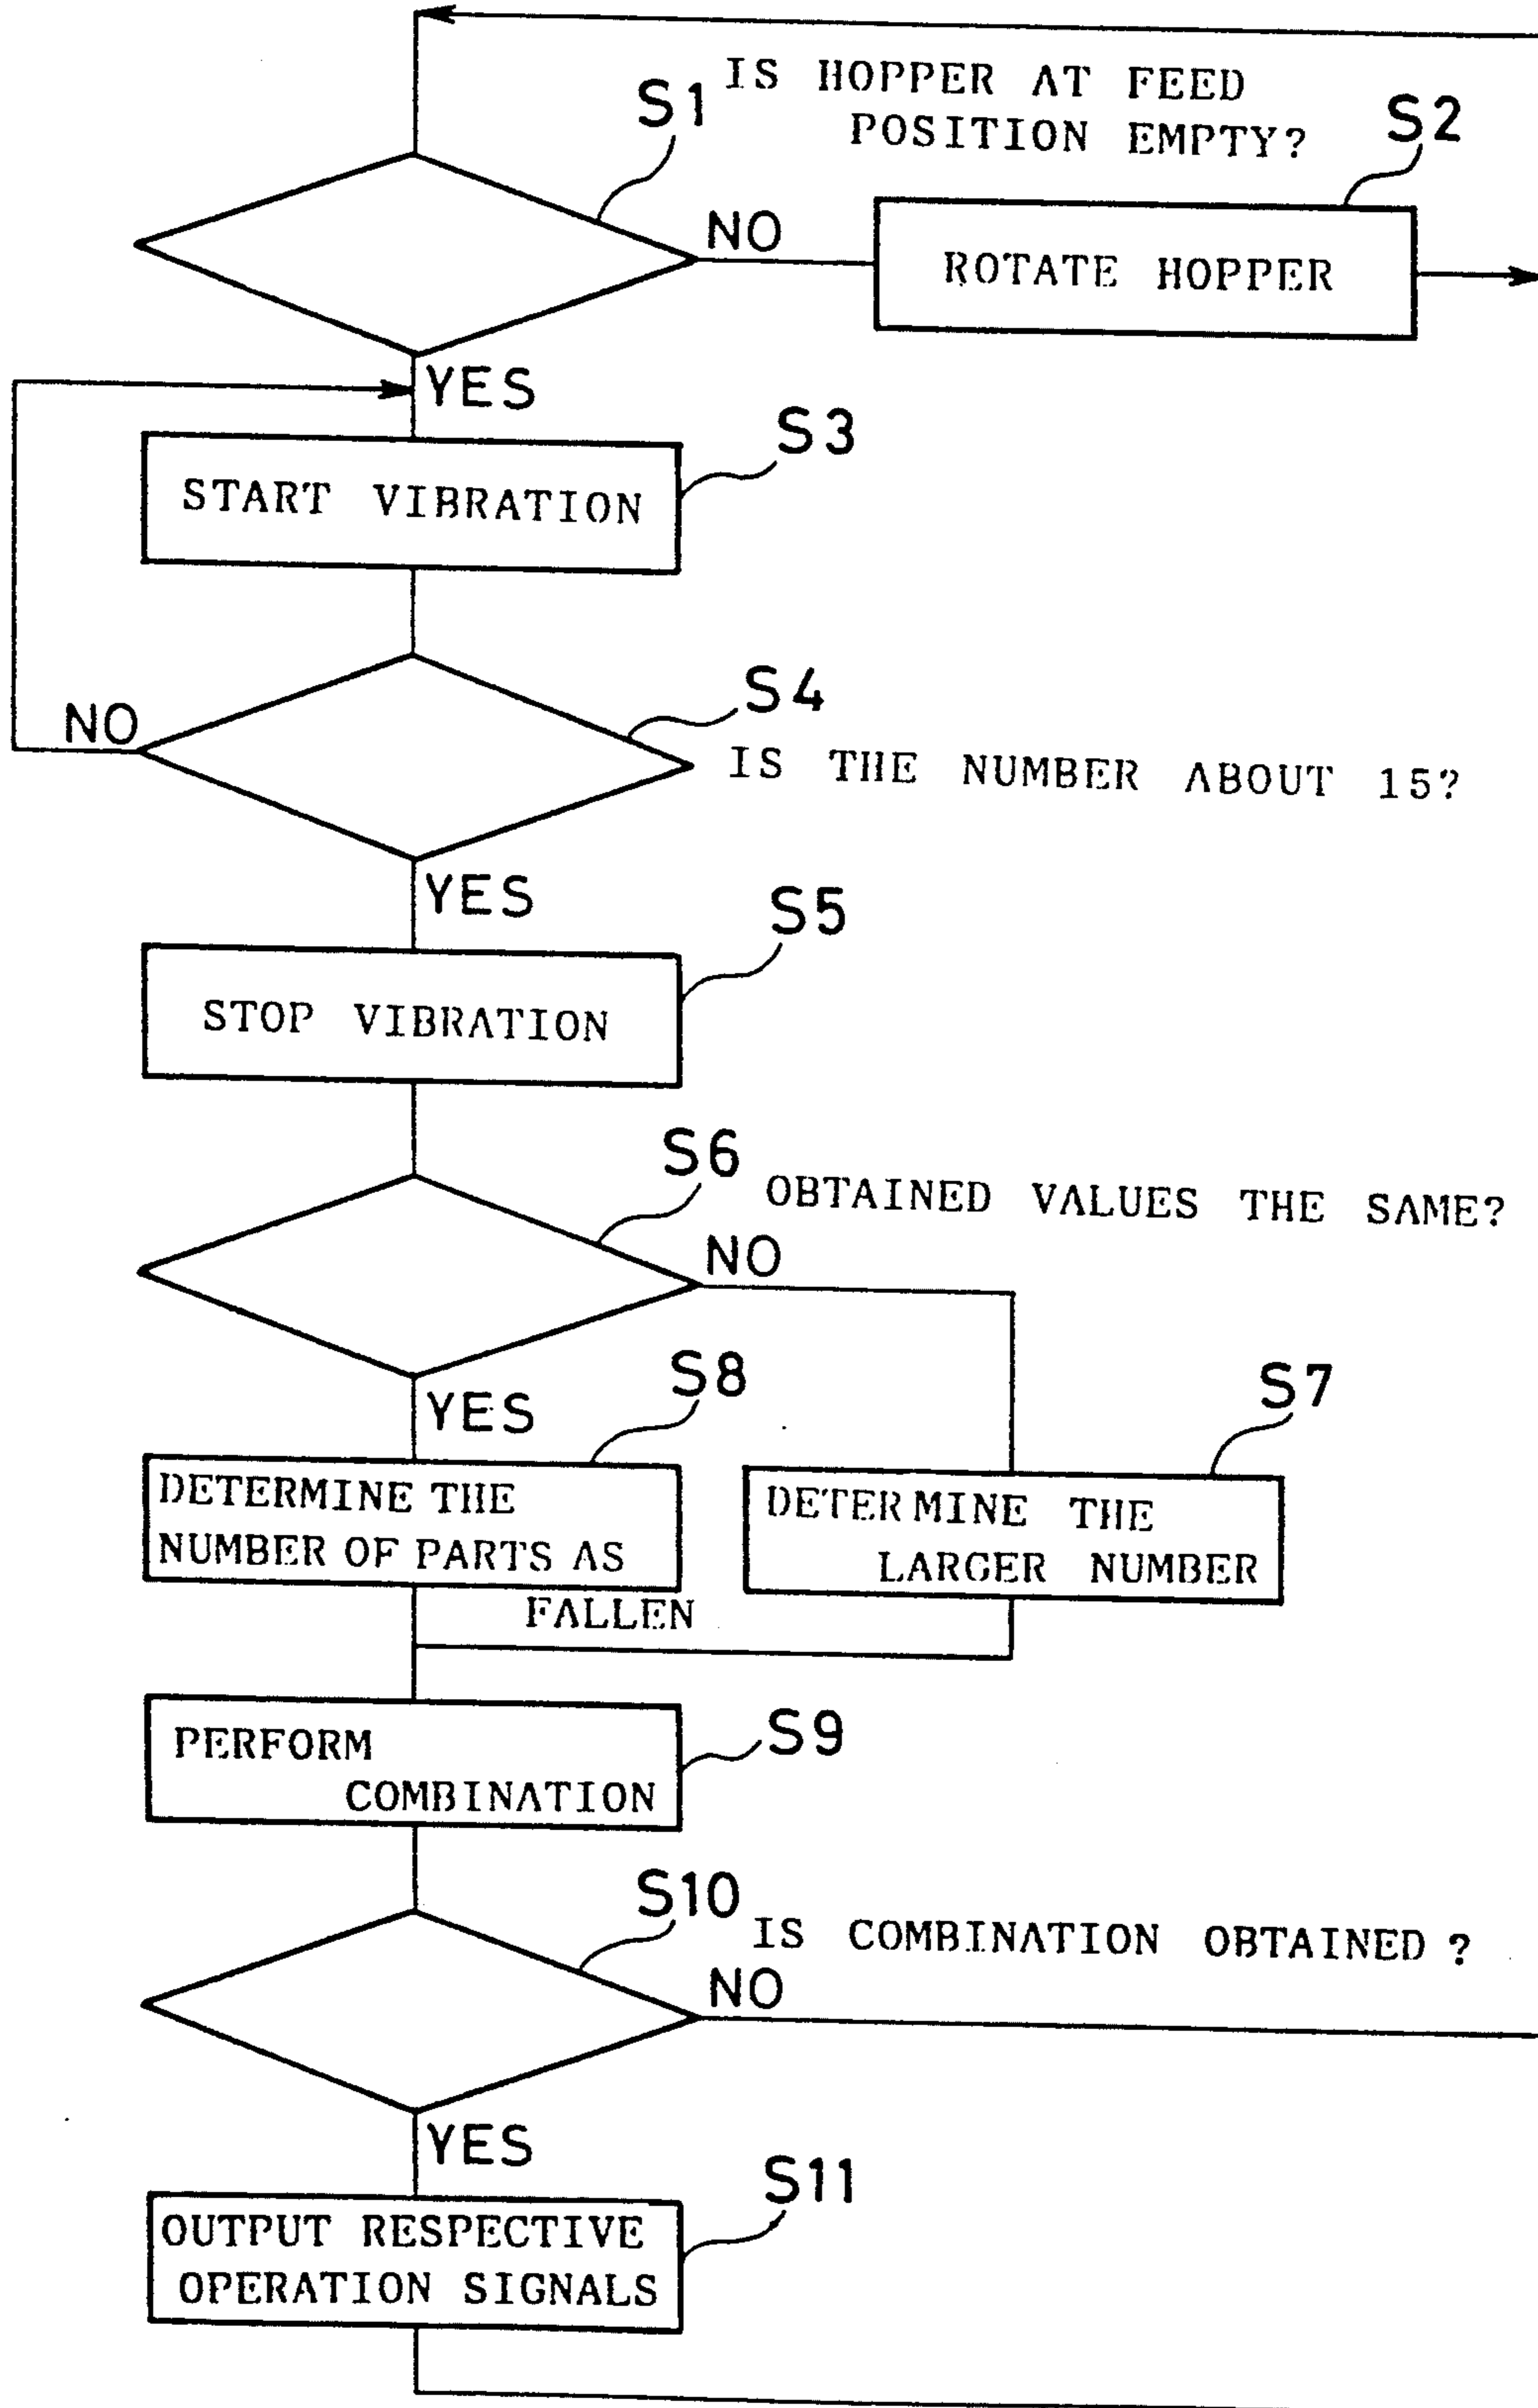 S1
IS HOPPER AT FEED
POSITION EMPTY?
S2
NO
ROTATE HOPPER
YES
S3
START VIBRATION
S4
NO
IS THE NUMBER ABOUT 15?
YES
S5
STOP VIBRATION
S6
OBTAINED VALUES THE SAME?
NO
YES
S8
S7
DETERMINE THE
NUMBER OF PARTS AS
FALLEN
DETERMINE THE
LARGER NUMBER
PERFORM
COMBINATION
S9
S10
IS COMBINATION OBTAINED ?
NO
YES
S11
OUTPUT RESPECTIVE
OPERATION SIGNALS